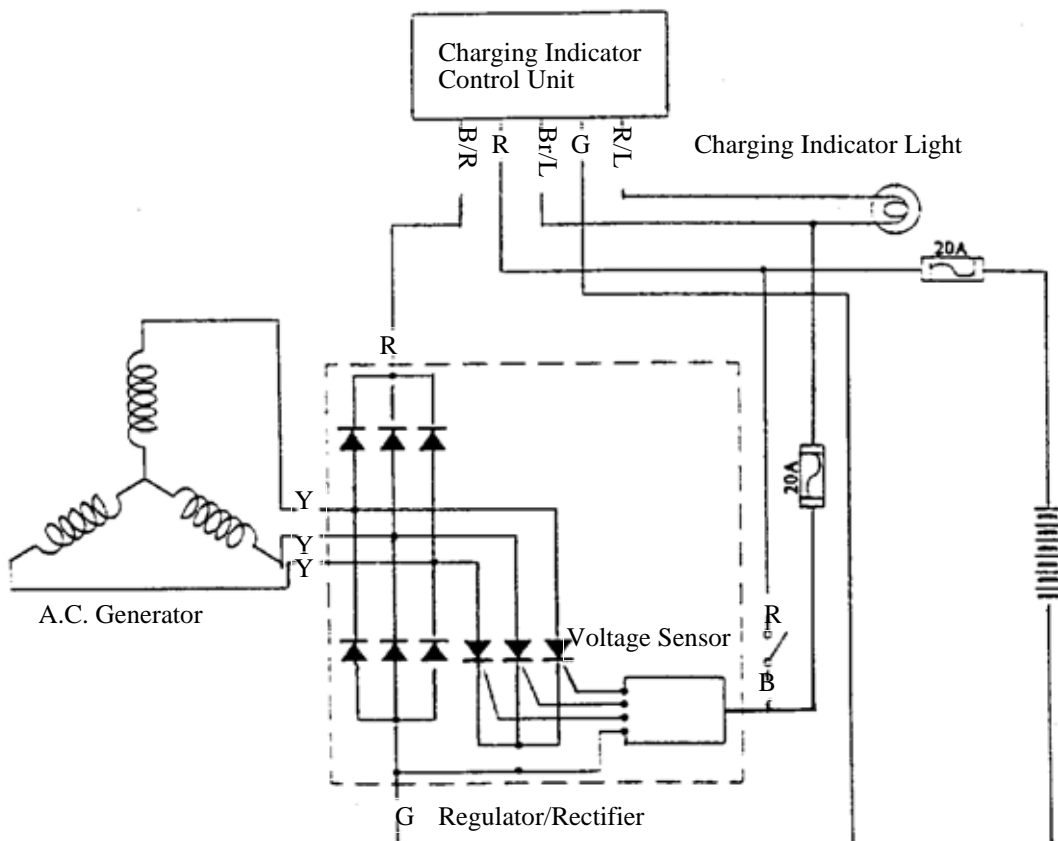 Charging Indicator
Control Unit
B/R
R
Br/L
G
R/L
Charging Indicator Light
20A
R
20A
Y
Y
Y
A.C. Generator
Voltage Sensor
R
B
G
Regulator/Rectifier